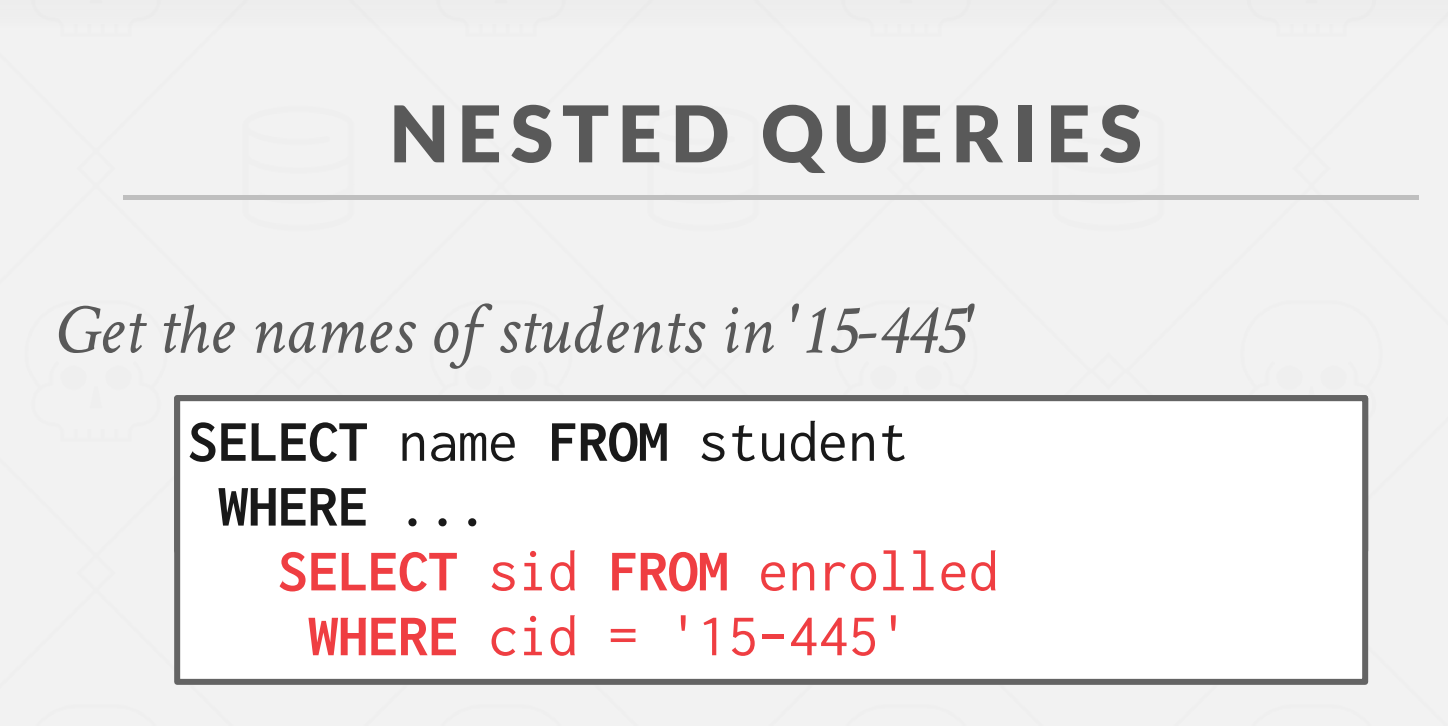 NESTED QUERIES
Get the names of students in '15-445'
SELECT name FROM student
WHERE ...
SELECT sid FROM enrolled
WHERE cid = '15-445'